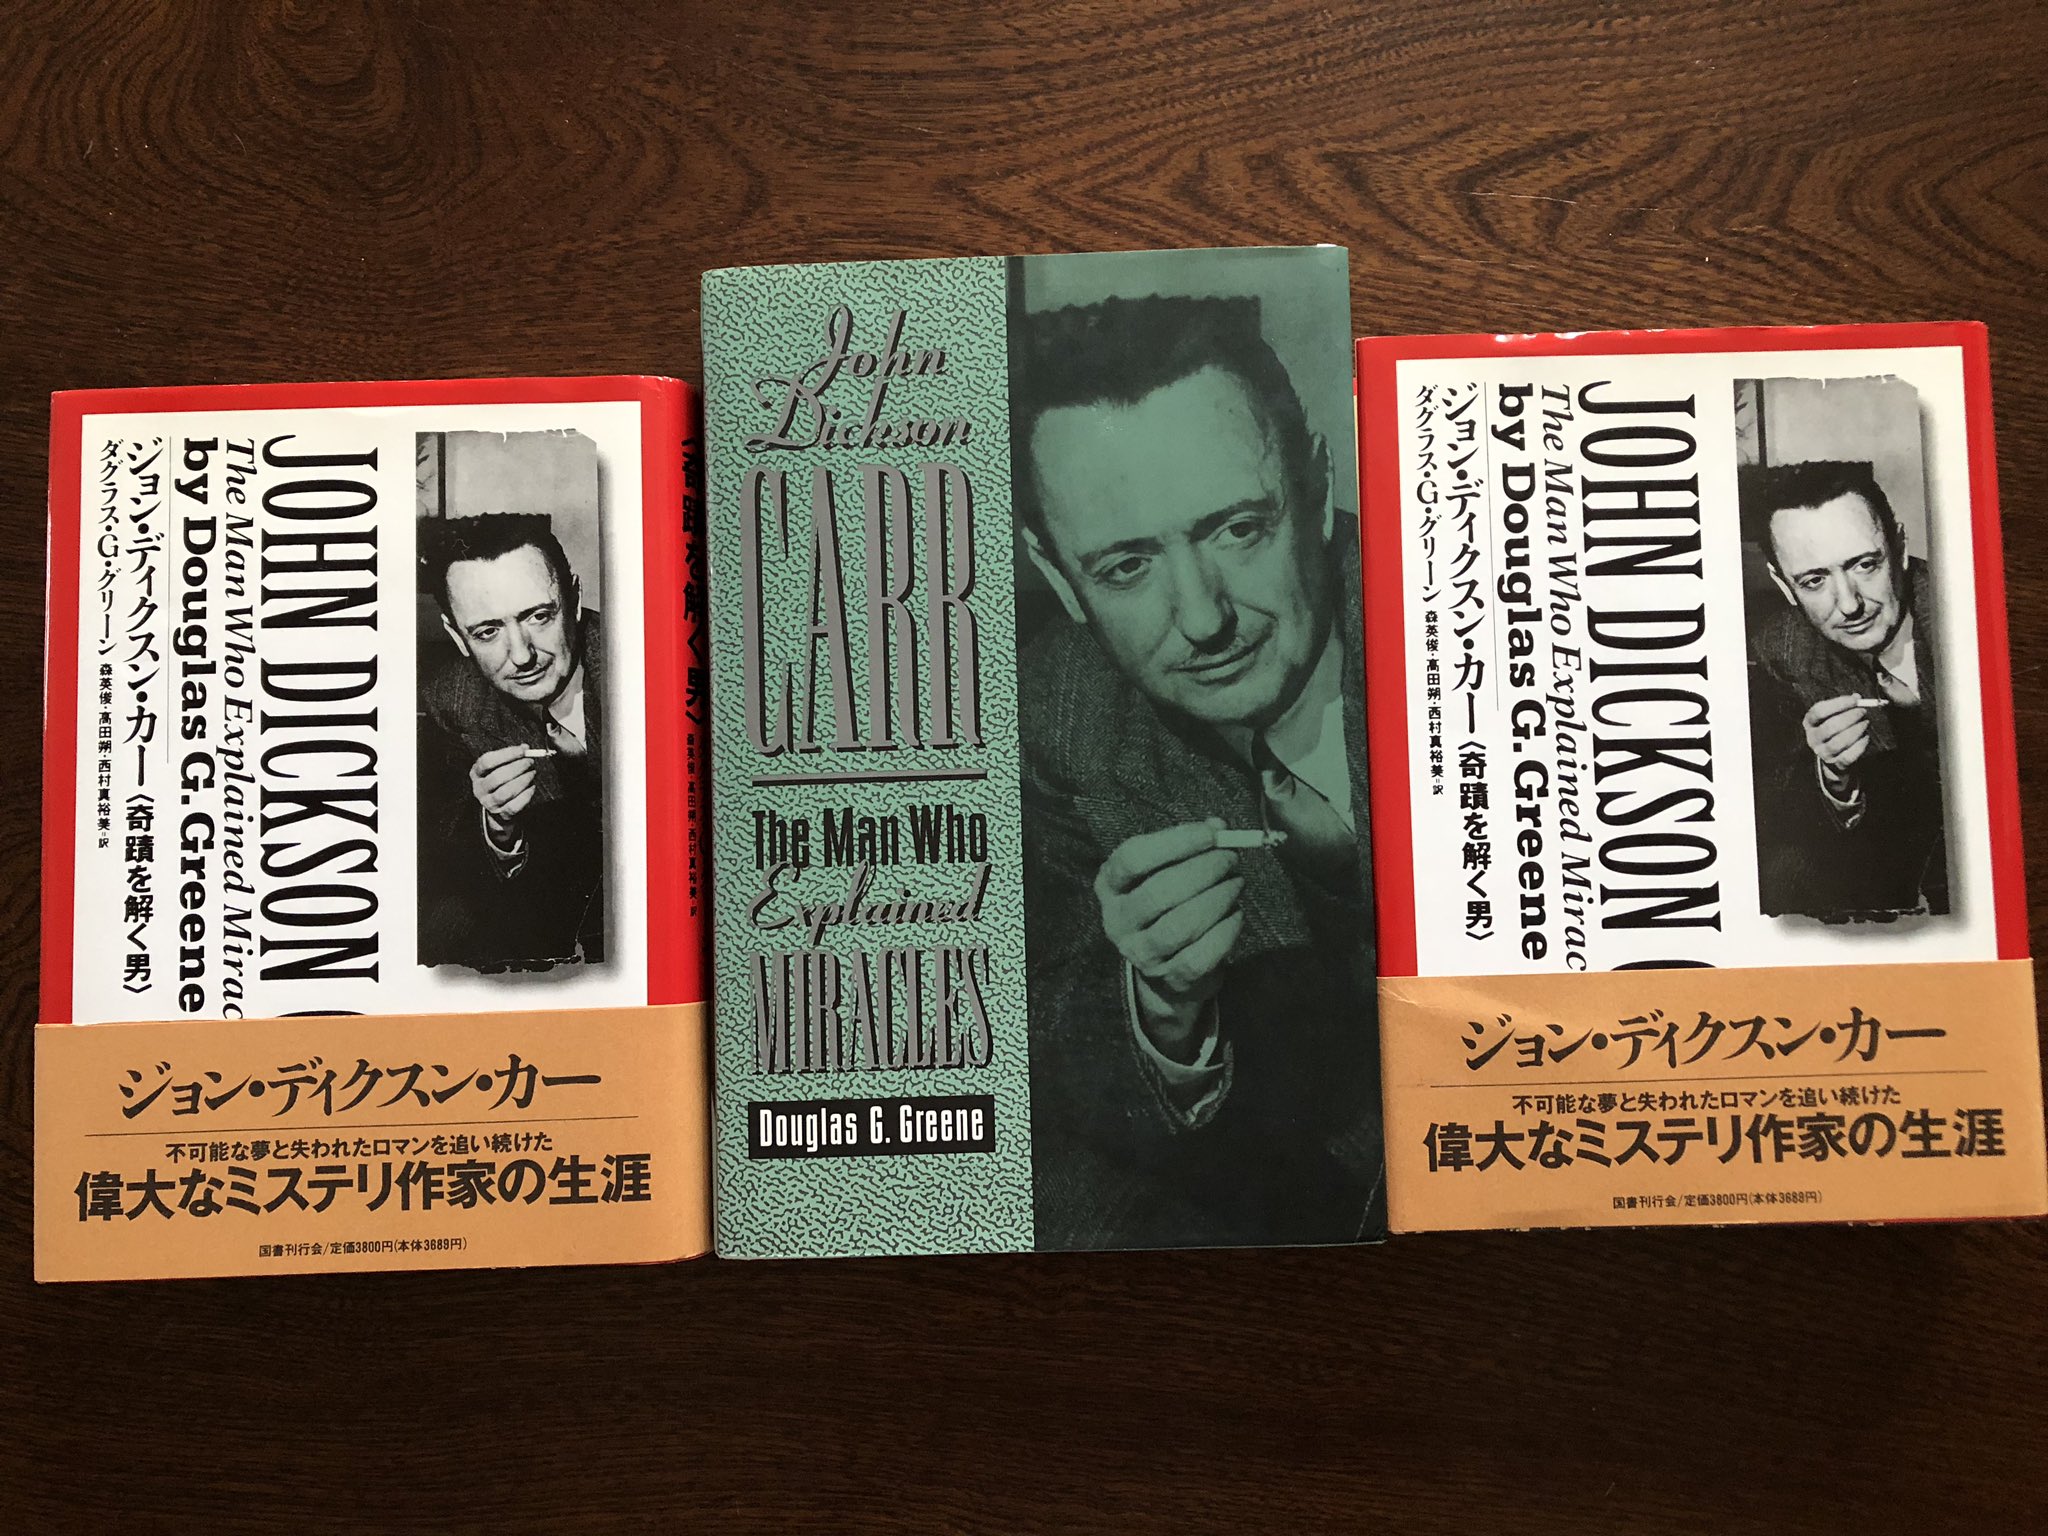 JOHN DICKSON
The Man Who Explained Mirac
by Douglas G. Greene
ジョン・ディクスン・カー〈奇蹟を解く男〉
ダグラス・G・グリーン 森英俊・高田朔・西村真裕美=訳
ジョン・ディクスン・カー
不可能な夢と失われたロマンを追い続けた
偉大なミステリ作家の生涯
国書刊行会/定価3800円(本体3689円)
〈奇蹟を解く男〉 森英俊・高田朔・西村真裕美 訳
John
Dickson
CARR
The Man Who
Explained
MIRACLES
Douglas G. Greene
JOHN DICKSON
The Man Who Explained Mirac
by Douglas G. Greene
ジョン・ディクスン・カー〈奇蹟を解く男〉
ダグラス・G・グリーン 森英俊・高田朔・西村真裕美=訳
ジョン・ディクスン・カー
不可能な夢と失われたロマンを追い続けた
偉大なミステリ作家の生涯
国書刊行会/定価3800円(本体3689円)